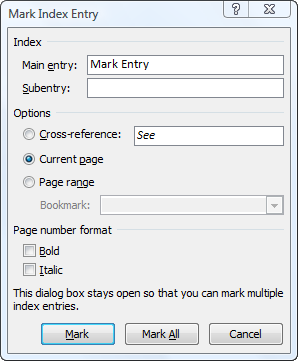 Mark Index Entry
Index
Main entry: Mark Entry
Subentry:
Options
Cross-reference: See
Current page
Page range
Bookmark:
Page number format
Bold
Italic
This dialog box stays open so that you can mark multiple
index entries.
Mark Mark All Cancel